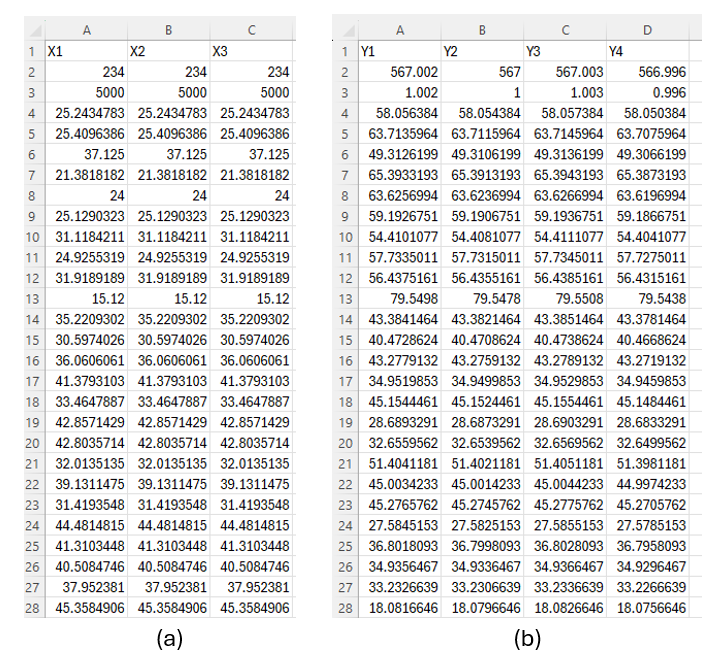 A B C A B C D
1 X1 X2 X3 1 Y1 Y2 Y3 Y4
2 234 234 234 2 567.002 567 567.003 566.996
3 5000 5000 5000 3 1.002 1 1.003 0.996
4 25.2434783 25.2434783 25.2434783 4 58.056384 58.054384 58.057384 58.050384
5 25.4096386 25.4096386 25.4096386 5 63.7135964 63.7115964 63.7145964 63.7075964
6 37.125 37.125 37.125 6 49.3126199 49.3106199 49.3136199 49.3066199
7 21.3818182 21.3818182 21.3818182 7 65.3933193 65.3913193 65.3943193 65.3873193
8 24 24 24 8 63.6256994 63.6236994 63.6266994 63.6196994
9 25.1290323 25.1290323 25.1290323 9 59.1926751 59.1906751 59.1936751 59.1866751
10 31.1184211 31.1184211 31.1184211 10 54.4101077 54.4081077 54.4111077 54.4041077
11 24.9255319 24.9255319 24.9255319 11 57.7335011 57.7315011 57.7345011 57.7275011
12 31.9189189 31.9189189 31.9189189 12 56.4375161 56.4355161 56.4385161 56.4315161
13 15.12 15.12 15.12 13 79.5498 79.5478 79.5508 79.5438
14 35.2209302 35.2209302 35.2209302 14 43.3841464 43.3821464 43.3851464 43.3781464
15 30.5974026 30.5974026 30.5974026 15 40.4728624 40.4708624 40.4738624 40.4668624
16 36.0606061 36.0606061 36.0606061 16 43.2779132 43.2759132 43.2789132 43.2719132
17 41.3793103 41.3793103 41.3793103 17 34.9519853 34.9499853 34.9529853 34.9459853
18 33.4647887 33.4647887 33.4647887 18 45.1544461 45.1524461 45.1554461 45.1484461
19 42.8571429 42.8571429 42.8571429 19 28.6893291 28.6873291 28.6903291 28.6833291
20 42.8035714 42.8035714 42.8035714 20 32.6559562 32.6539562 32.6569562 32.6499562
21 32.0135135 32.0135135 32.0135135 21 51.4041181 51.4021181 51.4051181 51.3981181
22 39.1311475 39.1311475 39.1311475 22 45.0034233 45.0014233 45.0044233 44.9974233
23 31.4193548 31.4193548 31.4193548 23 45.2765762 45.2745762 45.2775762 45.2705762
24 44.4814815 44.4814815 44.4814815 24 27.5845153 27.5825153 27.5855153 27.5785153
25 41.3103448 41.3103448 41.3103448 25 36.8018093 36.7998093 36.8028093 36.7958093
26 40.5084746 40.5084746 40.5084746 26 34.9356467 34.9336467 34.9366467 34.9296467
27 37.952381 37.952381 37.952381 27 33.2326639 33.2306639 33.2336639 33.2266639
28 45.3584906 45.3584906 45.3584906 28 18.0816646 18.0796646 18.0826646 18.0756646
(a) (b)